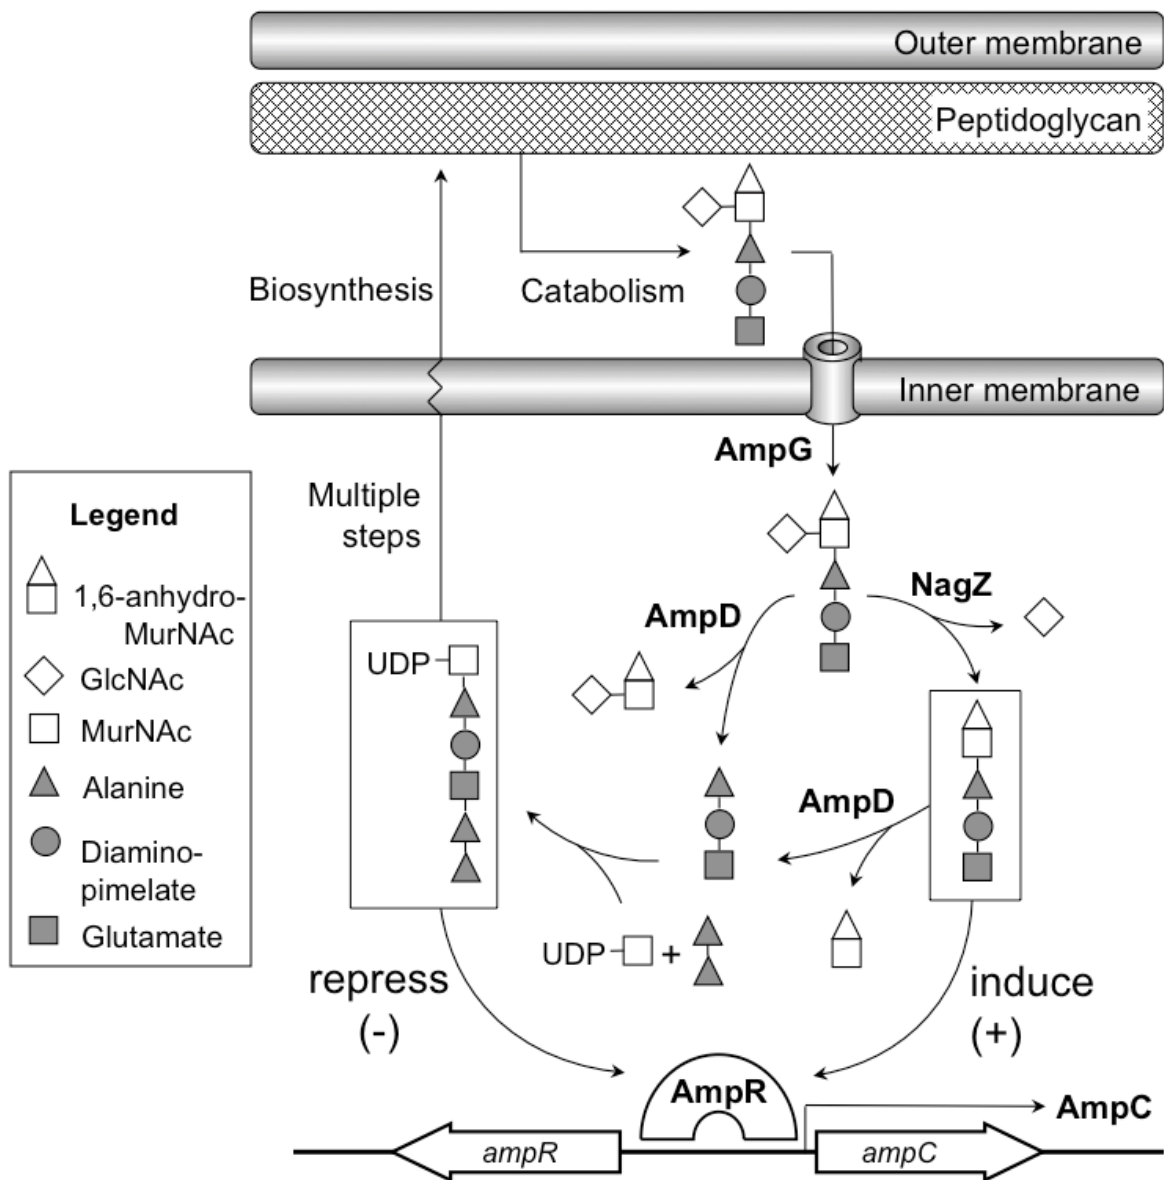 Outer membrane
Peptidoglycan
Biosynthesis
Catabolism
Inner membrane
AmpG
Multiple
steps
Legend
1,6-anhydro-
MurNAc
GlcNAc
MurNAc
Alanine
Diamino-
pimelate
Glutamate
NagZ
AmpD
UDP
AmpD
UDP
+
repress
(-)
induce
(+)
AmpR
AmpC
ampR
ampC